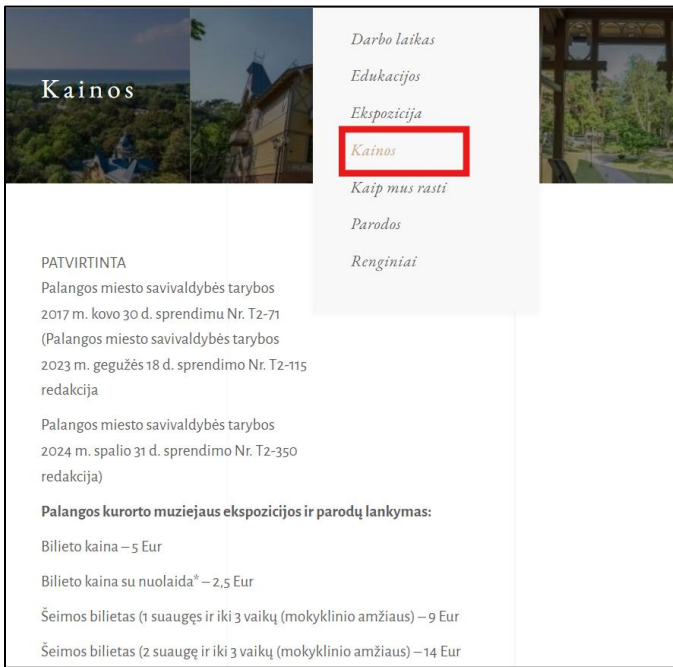 Kainos
Darbo laikas
Edukacijos
Ekspozicija
Kainos
Kaip mus rasti
Parodos
Renginiai
PATVIRTINTA
Palangos miesto savivaldybės tarybos
2017 m. kovo 30 d. sprendimu Nr. T2-71
(Palangos miesto savivaldybės tarybos
2023 m. gegužės 18 d. sprendimo Nr. T2-115
redakcija
Palangos miesto savivaldybės tarybos
2024 m. spalio 31 d. sprendimo Nr. T2-350
redakcija)
Palangos kurorto muziejaus ekspozicijos ir parodų lankymas:
Bilieto kaina – 5 Eur
Bilieto kaina su nuolaida* – 2,5 Eur
Šeimos bilietas (1 suaugęs ir iki 3 vaikų (mokyklinio amžiaus) – 9 Eur
Šeimos bilietas (2 suaugę ir iki 3 vaikų (mokyklinio amžiaus) – 14 Eur